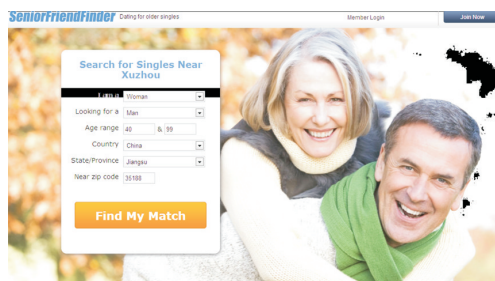 SeniorFriendFinder Dating for older singles Member Login Join Now
Search for Singles Near
Xuzhou
I am a Woman
Looking for a Man
Age range 40 & 99
Country China
State/Province Jiangsu
Near zip code 35188
Find My Match